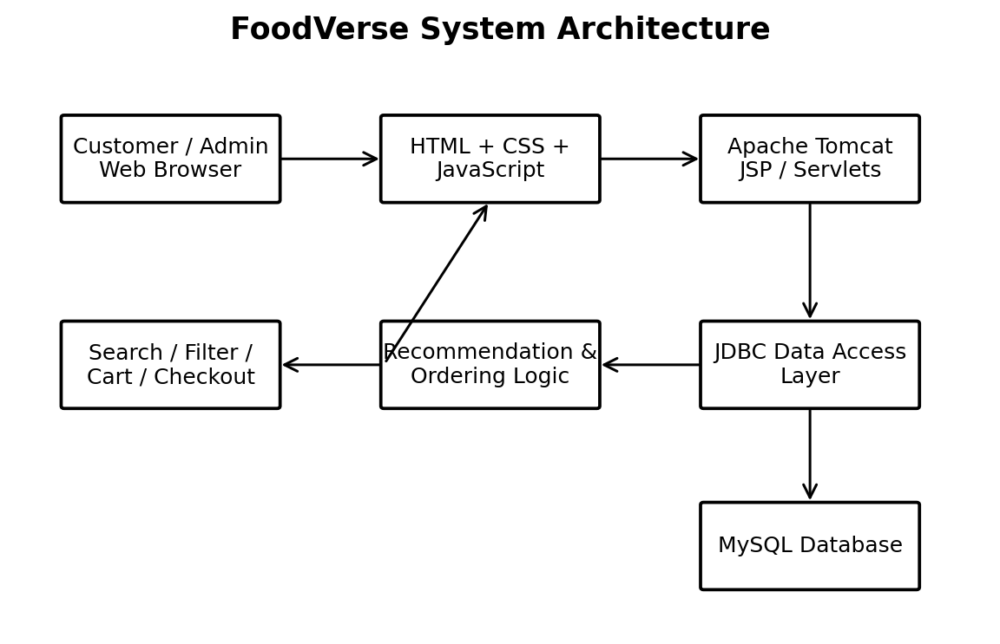 FoodVerse System Architecture
Customer / Admin
Web Browser
HTML + CSS +
JavaScript
Apache Tomcat
JSP / Servlets
Search / Filter /
Cart / Checkout
Recommendation &
Ordering Logic
JDBC Data Access
Layer
MySQL Database